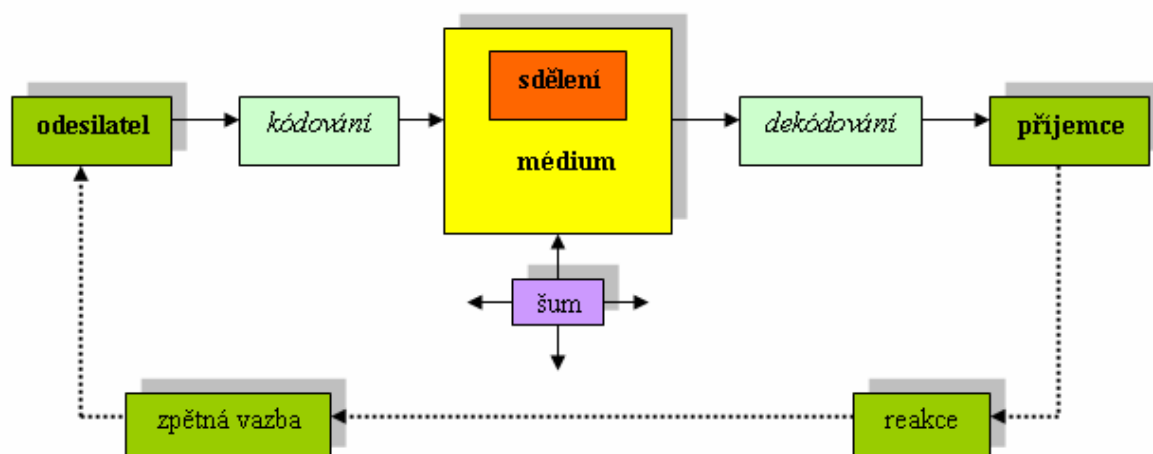 sdělení
odesilatel
kódování
médium
dekódování
příjemce
šum
zpětná vazba
reakce